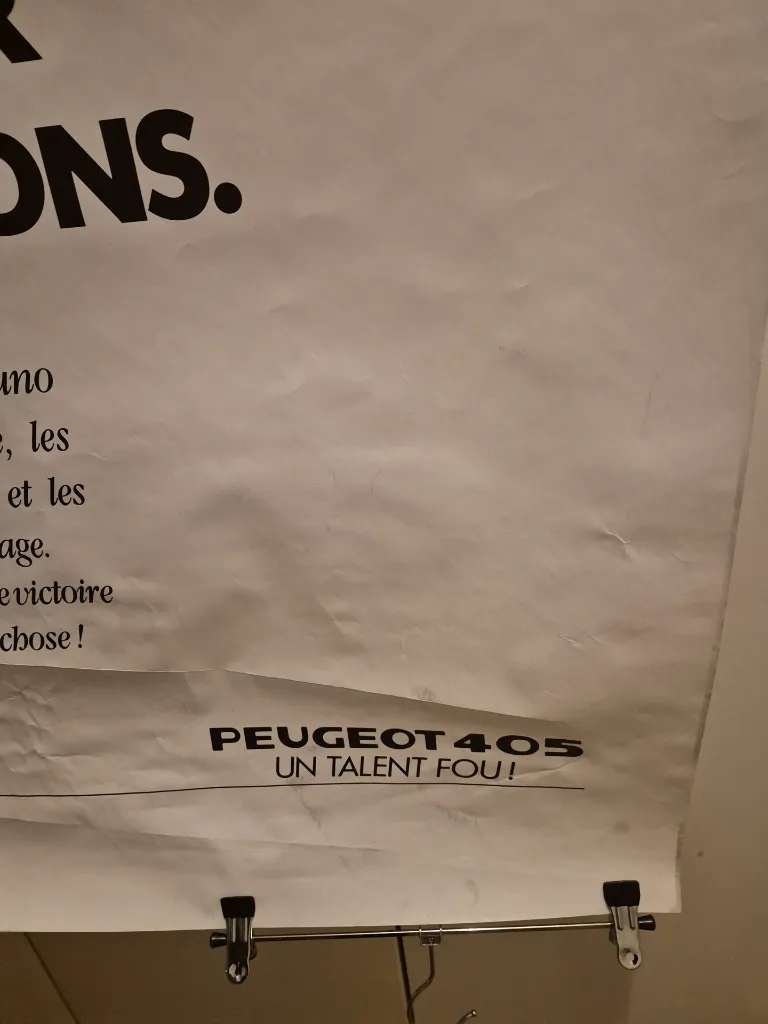 R
ONS.
uno
e, les
et les
age.
e victoire
chose !
PEUGEOT 405
UN TALENT FOU !